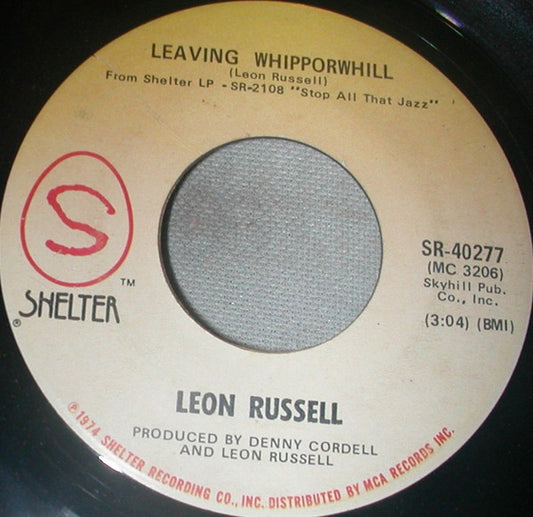 LEAVING WHIPPORWHILL
(Leon Russell)
From Shelter LP - SR-2108 "Stop All That Jazz"
S
TM
SHELTER
®
SR-40277
(MC 3206)
Skyhill Pub.
Co., Inc.
(3:04) (BMI)
LEON RUSSELL
PRODUCED BY DENNY CORDELL
AND LEON RUSSELL
℗ 1974 SHELTER RECORDING CO., INC. DISTRIBUTED BY MCA RECORDS INC.